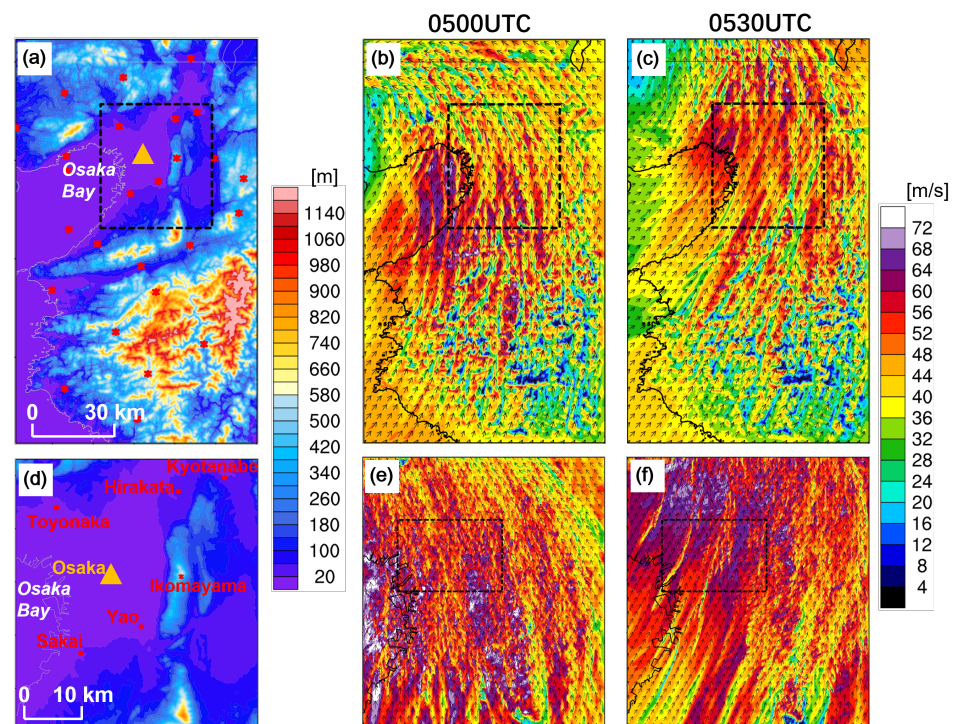 0500UTC 0530UTC
(a) (b) (c)
Osaka
Bay
[m]
1140
1060
980
900
820
740
660
580
500
420
340
260
180
100
20
0 30 km
[m/s]
72
68
64
60
56
52
48
44
40
36
32
28
24
20
16
12
8
4
(d) (e) (f)
Kyotanabe
Hirakata
Toyonaka
Osaka
Ikomayama
Osaka
Bay
Yao
Sakai
0 10 km